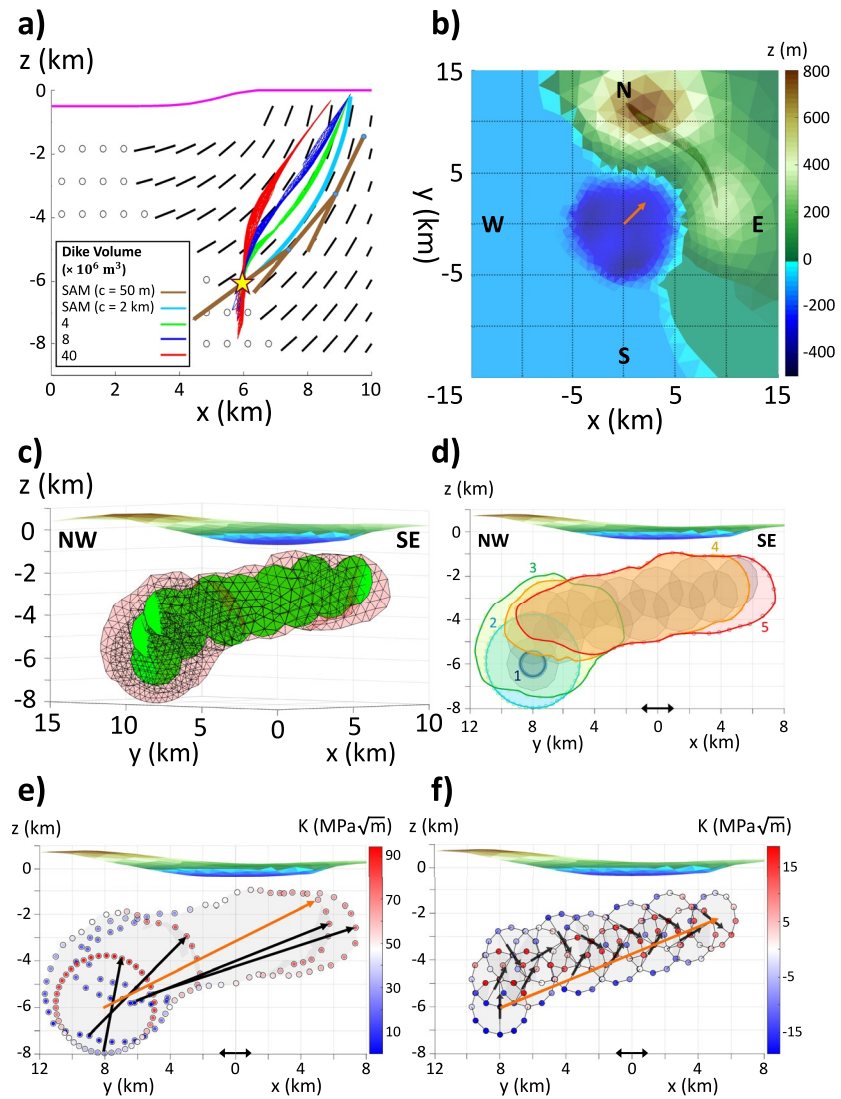 a)
z (km)
0
-2
-4
-6
-8
Dike Volume
(× 10⁶ m³)
SAM (c = 50 m)
SAM (c = 2 km)
4
8
40
0 2 4 6 8 10
x (km)
b)
z (m)
15
5
-5
-15
y (km)
N
W
E
S
-15 -5 5 15
x (km)
800
600
400
200
0
-200
-400
c)
z (km)
0
-2
-4
-6
-8
NW
SE
15 10 5 0 5 10
y (km) x (km)
d)
z (km)
0
-2
-4
-6
-8
NW
SE
1
2
3
4
5
12 8 4 0 4 8
y (km) x (km)
e)
z (km)
K (MPa√m)
0
-2
-4
-6
-8
90
70
50
30
10
12 8 4 0 4 8
y (km) x (km)
f)
z (km)
K (MPa√m)
0
-2
-4
-6
-8
15
5
-5
-15
12 8 4 0 4 8
y (km) x (km)